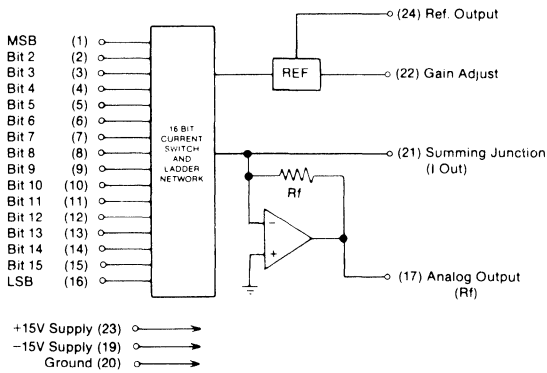 (24) Ref. Output
MSB (1)
Bit 2 (2)
Bit 3 (3)
Bit 4 (4)
Bit 5 (5)
Bit 6 (6)
Bit 7 (7)
Bit 8 (8)
Bit 9 (9)
Bit 10 (10)
Bit 11 (11)
Bit 12 (12)
Bit 13 (13)
Bit 14 (14)
Bit 15 (15)
LSB (16)
16 BIT
CURRENT
SWITCH
AND
LADDER
NETWORK
REF
(22) Gain Adjust
(21) Summing Junction
(I Out)
Rf
−
+
(17) Analog Output
(Rf)
+15V Supply (23)
−15V Supply (19)
Ground (20)